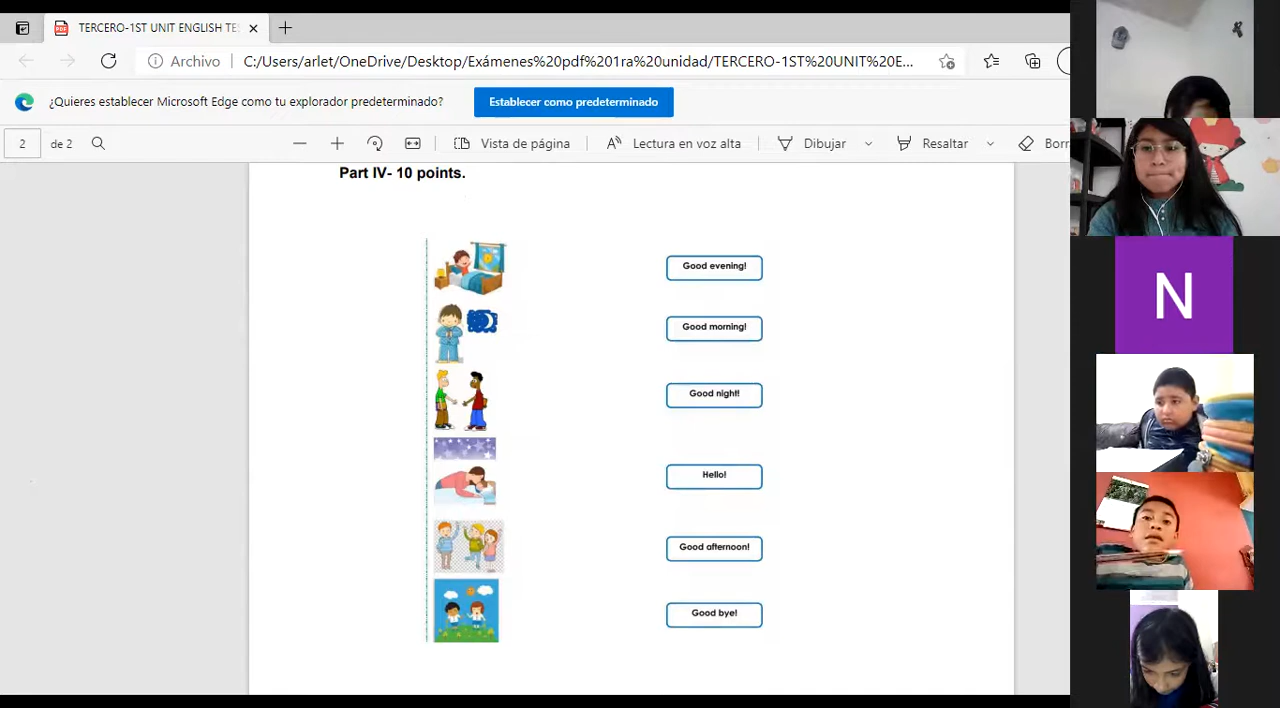 TERCERO-1ST UNIT ENGLISH TES
Archivo
C:/Users/arlet/OneDrive/Desktop/Exámenes%20pdf%201ra%20unidad/TERCERO-1ST%20UNIT%20E...
¿Quieres establecer Microsoft Edge como tu explorador predeterminado?
Establecer como predeterminado
2 de 2
Vista de página
Lectura en voz alta
Dibujar
Resaltar
Borr
Part IV- 10 points.
Good evening!
Good morning!
Good night!
Hello!
Good afternoon!
Good bye!
N